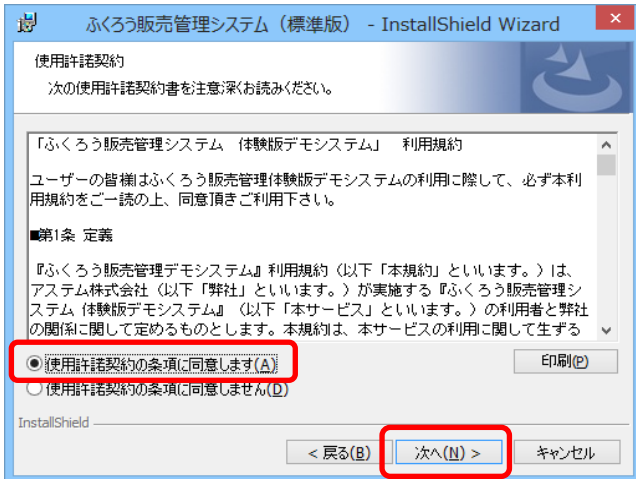 ふくろう販売管理システム（標準版） - InstallShield Wizard
使用許諾契約
次の使用許諾契約書を注意深くお読みください。
「ふくろう販売管理システム　体験版デモシステム」　利用規約
ユーザーの皆様はふくろう販売管理体験版デモシステムの利用に際して、必ず本利
用規約をご一読の上、同意頂きご利用下さい。
■第1条 定義
『ふくろう販売管理デモシステム』利用規約（以下「本規約」といいます。）は、
アステム株式会社（以下「弊社」といいます。）が実施する『ふくろう販売管理シ
ステム 体験版デモシステム』（以下「本サービス」といいます。）の利用者と弊社
の関係に関して定めるものとします。本規約は、本サービスの利用に関して生ずる
使用許諾契約の条項に同意します(A)
印刷(P)
使用許諾契約の条項に同意しません(D)
InstallShield
< 戻る(B)
次へ(N) >
キャンセル